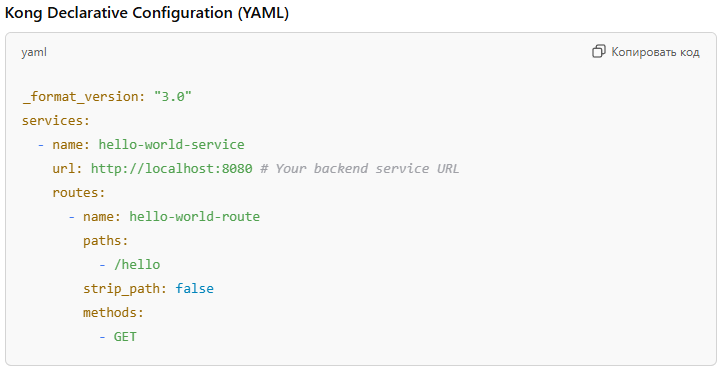 Kong Declarative Configuration (YAML)
yaml
Копировать код
_format_version: "3.0"
services:
  - name: hello-world-service
    url: http://localhost:8080 # Your backend service URL
    routes:
      - name: hello-world-route
        paths:
          - /hello
        strip_path: false
        methods:
          - GET